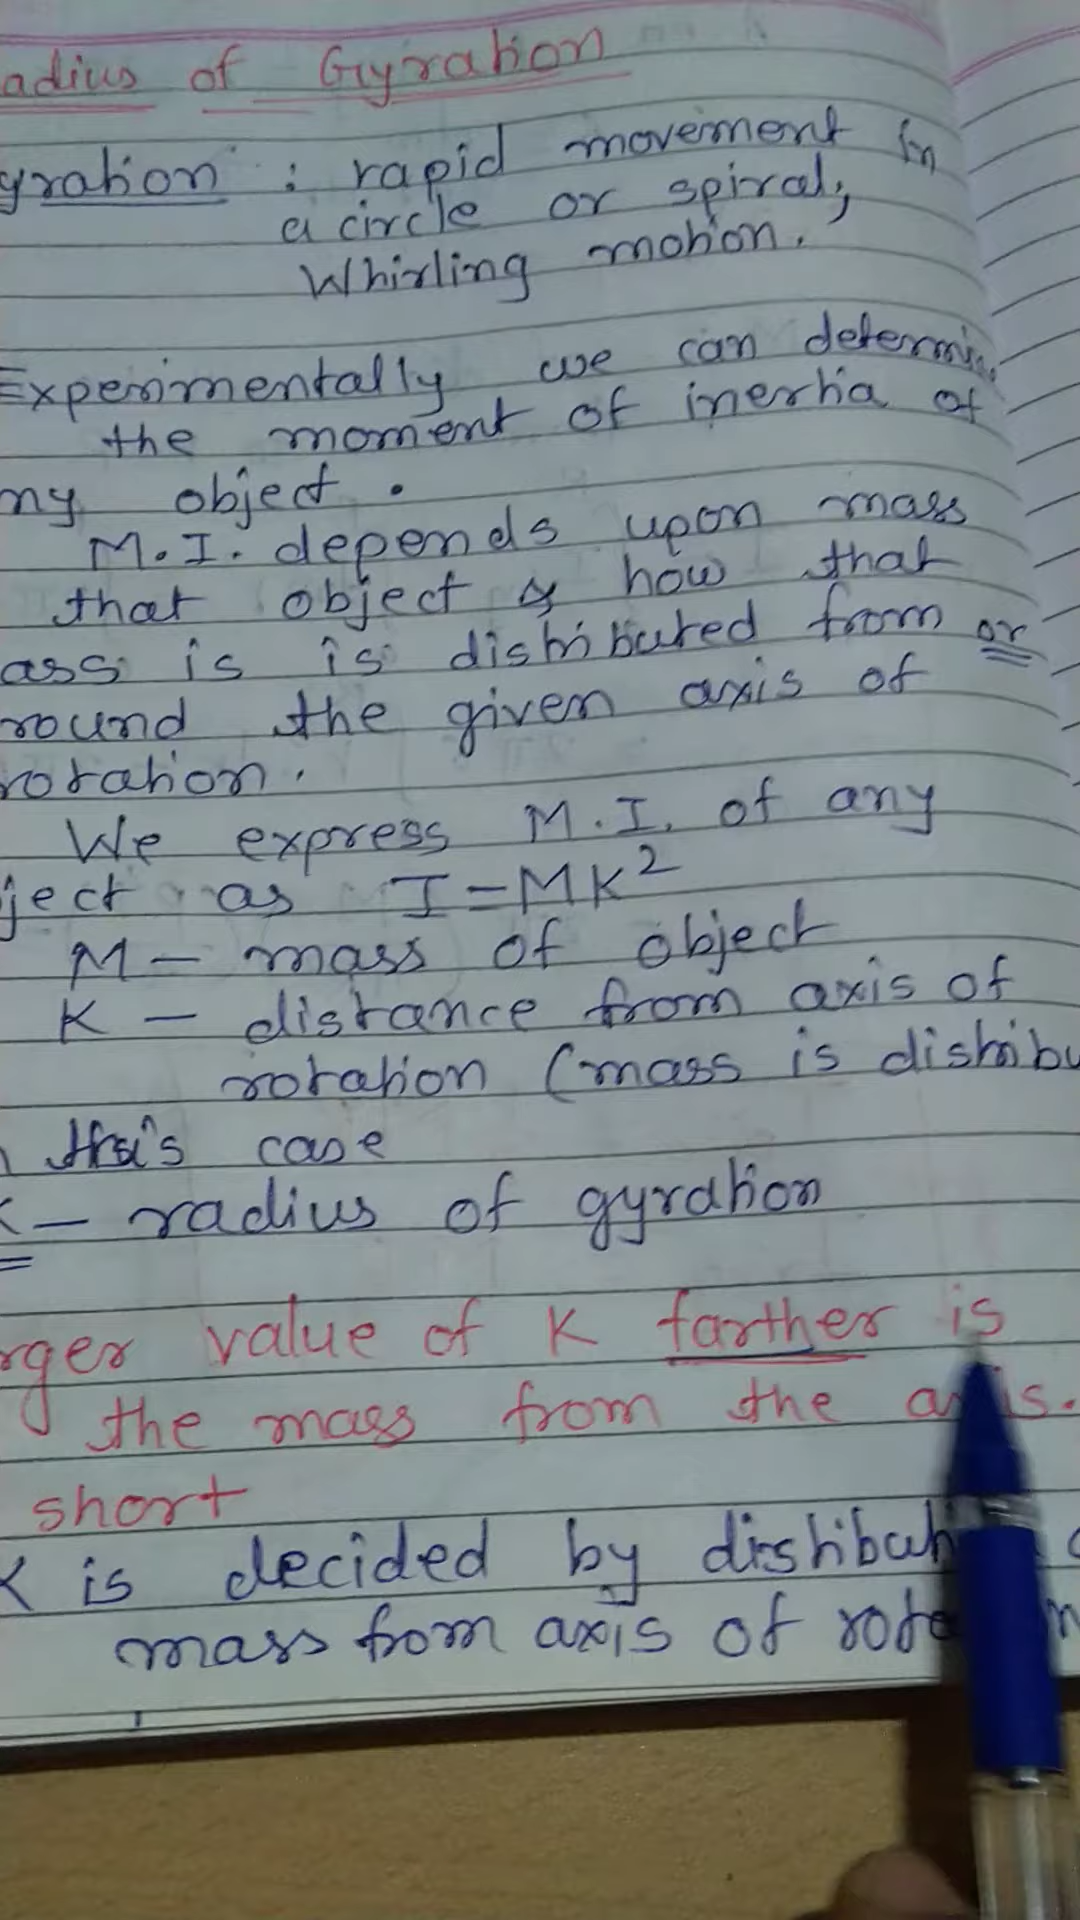 adius of Gyration
gyration : rapid movement in
a circle or spiral,
Whirling motion.
Experimentally we can determin
the moment of inertia of
ny object.
M.I. depends upon mass
that object & how that
ass is is distributed from or
round the given axis of
rotation.
We express M.I. of any
ject as I=MK²
M — mass of object
K — distance from axis of
rotation (mass is distribu
this case
K — radius of gyration
rger value of K farther is
the mass from the axis.
short
K is decided by
mass from axis of